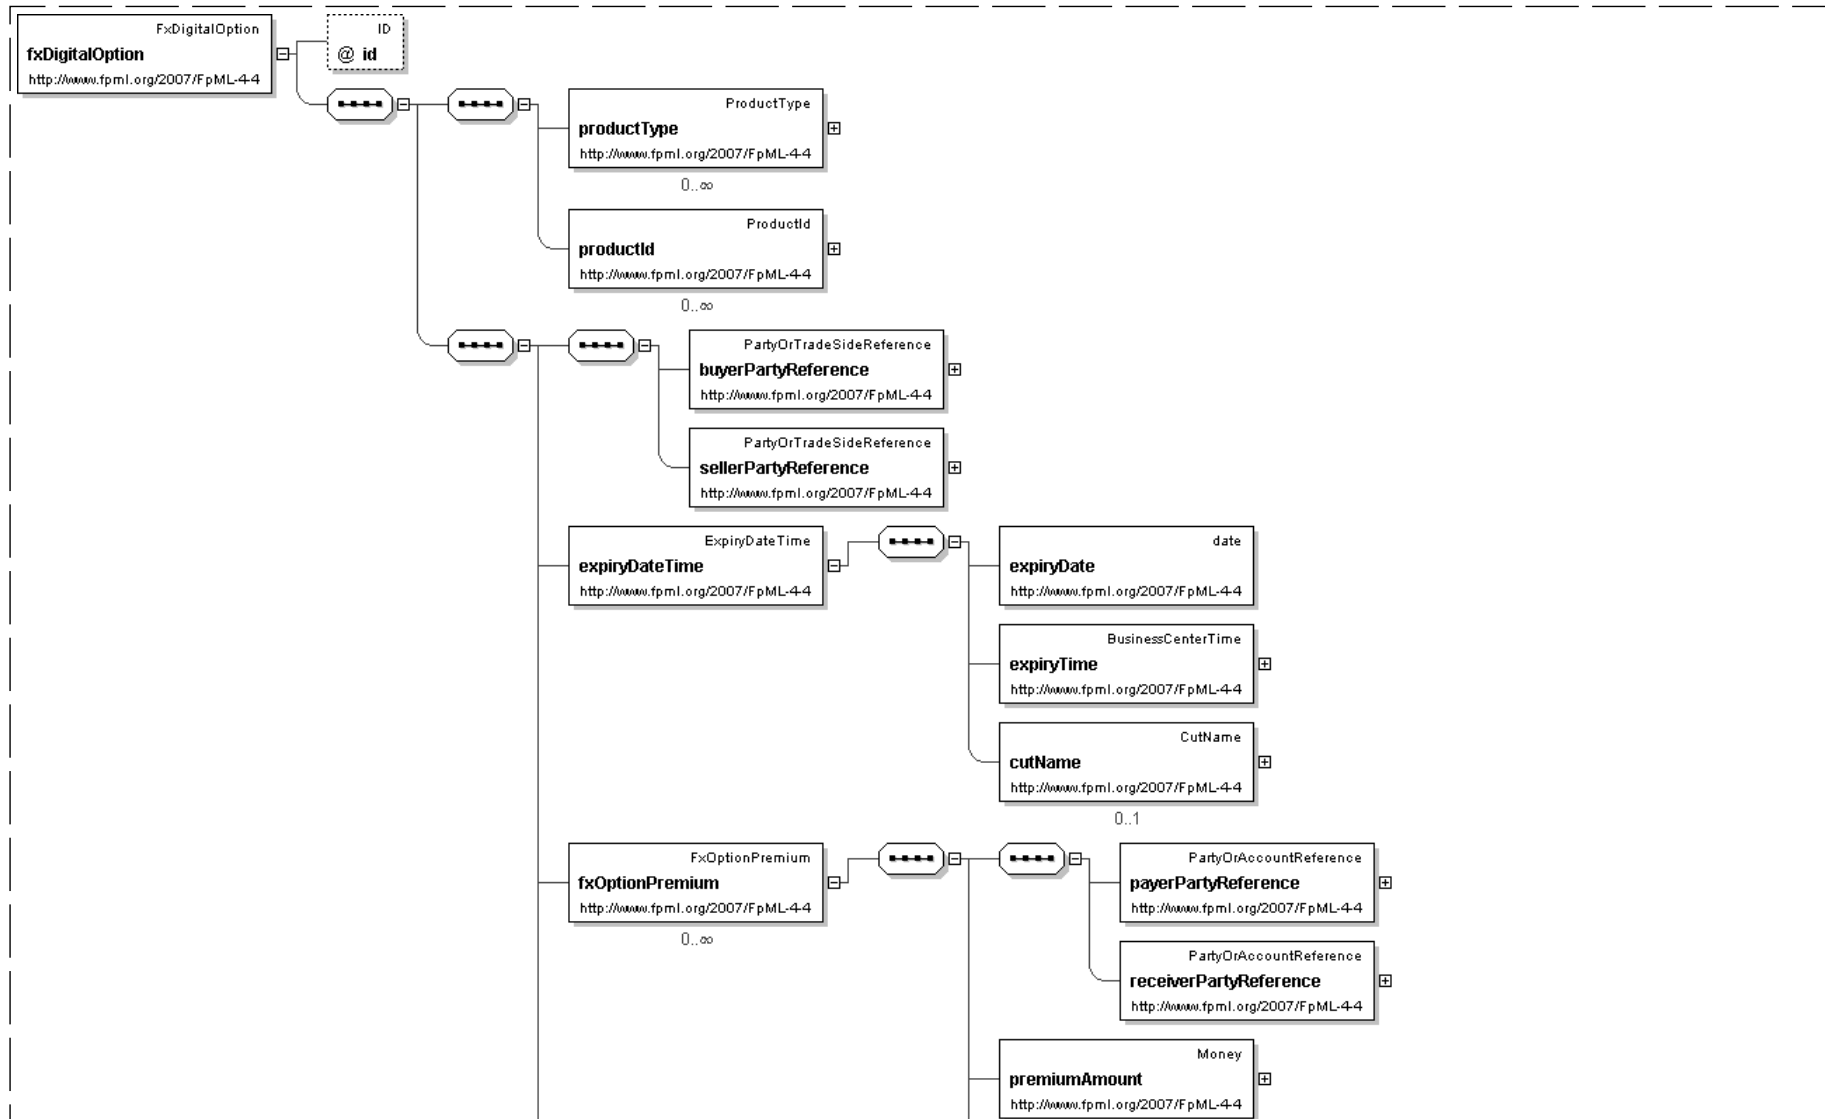 FxDigitalOption
fxDigitalOption
http://www.fpml.org/2007/FpML-4-4
ID
@ id
ProductType
productType
http://www.fpml.org/2007/FpML-4-4
0..∞
ProductId
productId
http://www.fpml.org/2007/FpML-4-4
0..∞
PartyOrTradeSideReference
buyerPartyReference
http://www.fpml.org/2007/FpML-4-4
PartyOrTradeSideReference
sellerPartyReference
http://www.fpml.org/2007/FpML-4-4
ExpiryDateTime
expiryDateTime
http://www.fpml.org/2007/FpML-4-4
date
expiryDate
http://www.fpml.org/2007/FpML-4-4
BusinessCenterTime
expiryTime
http://www.fpml.org/2007/FpML-4-4
CutName
cutName
http://www.fpml.org/2007/FpML-4-4
0..1
FxOptionPremium
fxOptionPremium
http://www.fpml.org/2007/FpML-4-4
0..∞
PartyOrAccountReference
payerPartyReference
http://www.fpml.org/2007/FpML-4-4
PartyOrAccountReference
receiverPartyReference
http://www.fpml.org/2007/FpML-4-4
Money
premiumAmount
http://www.fpml.org/2007/FpML-4-4